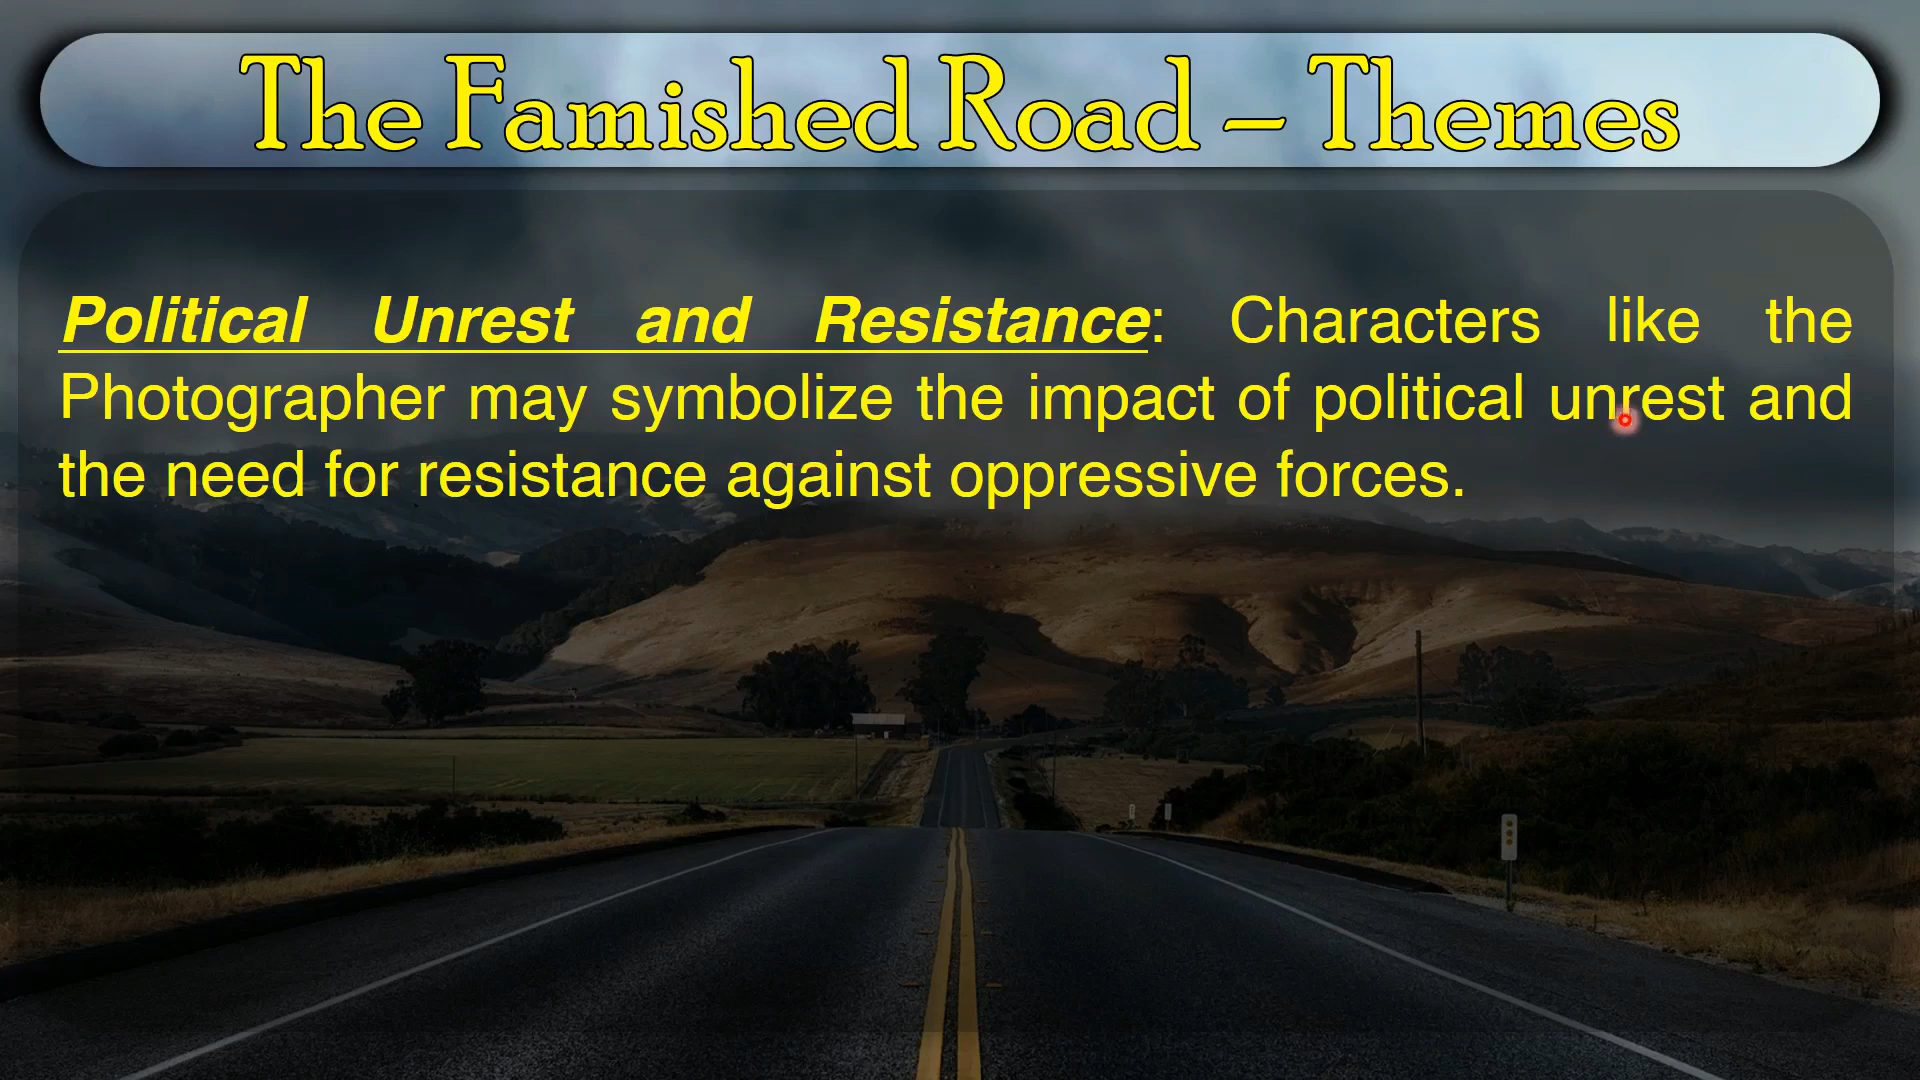 The Famished Road – Themes
Political Unrest and Resistance: Characters like the
Photographer may symbolize the impact of political unrest and
the need for resistance against oppressive forces.